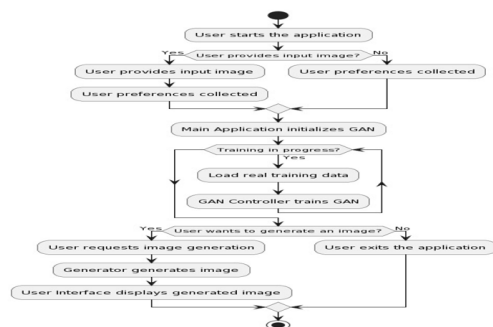 User starts the application
User provides input image?
Yes
No
User provides input image
User preferences collected
User preferences collected
Main Application initializes GAN
Training in progress?
Yes
Load real training data
GAN Controller trains GAN
User wants to generate an image?
Yes
No
User requests image generation
User exits the application
Generator generates image
User Interface displays generated image